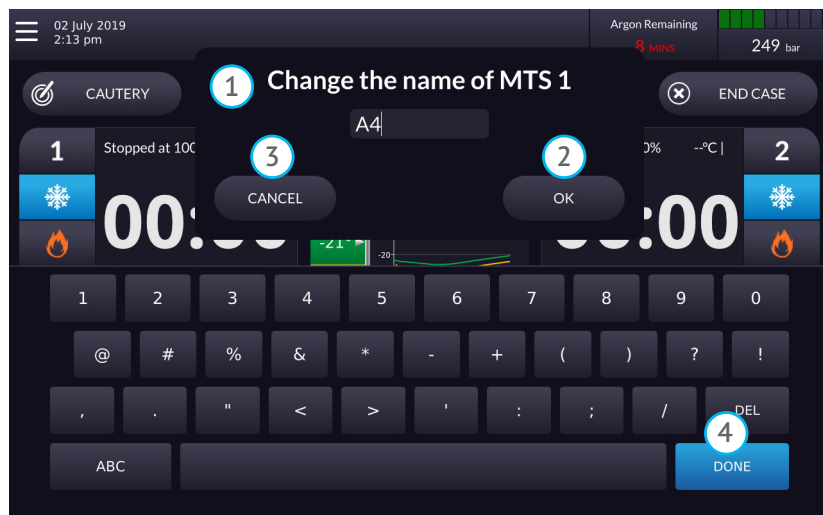 02 July 2019
2:13 pm
Argon Remaining
8 MINS
249 bar
CAUTERY
1
Change the name of MTS 1
END CASE
A4
1
Stopped at 100
3
2
0%
--°C |
2
CANCEL
OK
00:
:00
-21
-20
1 2 3 4 5 6 7 8 9 0
@ # % & * - + ( ) ? !
, . " < > ' : ; / DEL
4
ABC
DONE